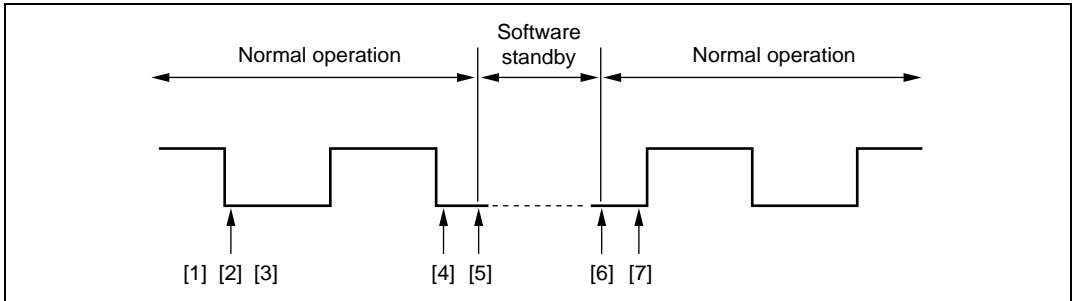 Software
standby
Normal operation
Normal operation
[1] [2] [3]
[4] [5]
[6] [7]